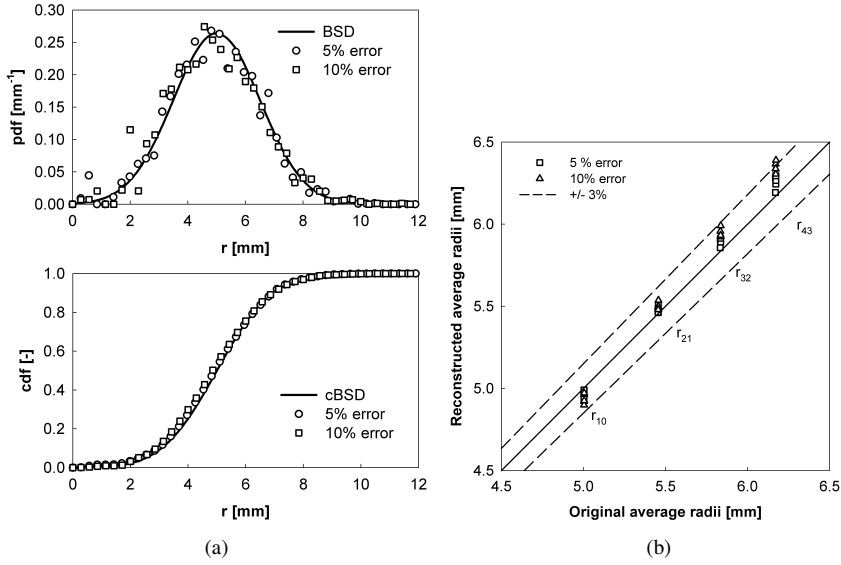 0.30
0.25
0.20
0.15
0.10
0.05
0.00
pdf [mm-1]
BSD
5% error
10% error
0 2 4 6 8 10 12
r [mm]
1.0
0.8
0.6
0.4
0.2
0.0
cdf [-]
cBSD
5% error
10% error
0 2 4 6 8 10 12
r [mm]
(a)
6.5
6.0
5.5
5.0
4.5
Reconstructed average radii [mm]
5 % error
10% error
+/- 3%
r43
r32
r21
r10
4.5 5.0 5.5 6.0 6.5
Original average radii [mm]
(b)